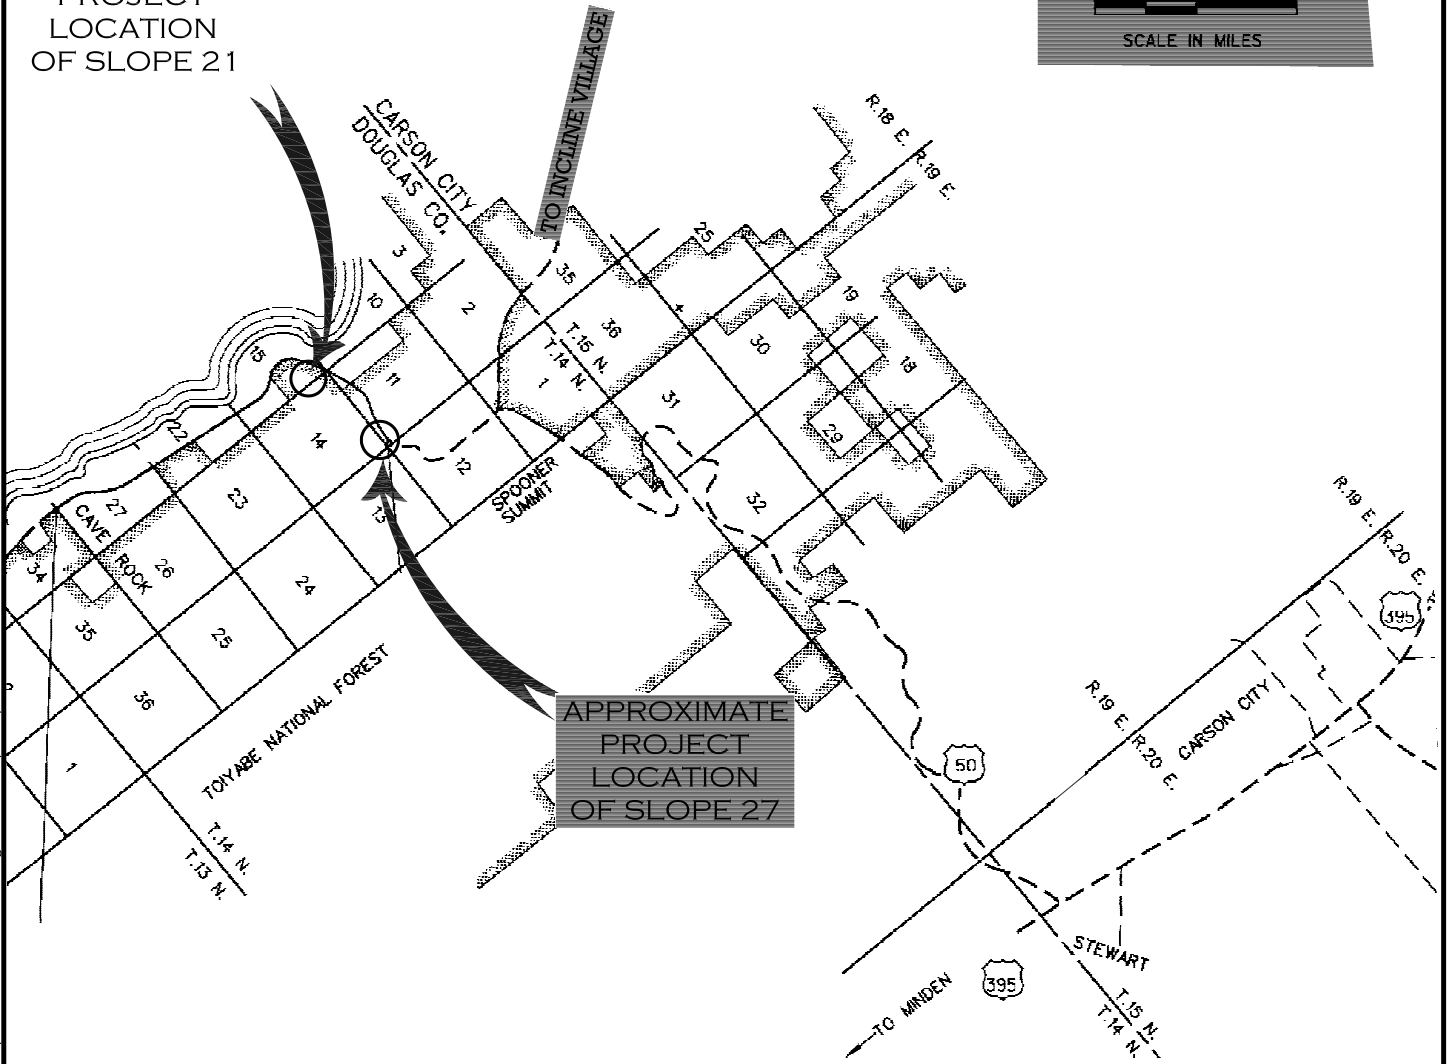 PROJECT
LOCATION
OF SLOPE 21
SCALE IN MILES
TO INCLINE VILLAGE
CARSON CITY
DOUGLAS CO.
R.18 E.
R.19 E.
3
10
2
35
25
36
T.15 N.
T.14 N.
1
30
19
18
31
29
32
15
11
14
12
13
22
23
24
27
CAVE
ROCK
26
34
35
25
36
1
SPOONER
SUMMIT
TOIYABE NATIONAL FOREST
T.14 N.
T.13 N.
APPROXIMATE
PROJECT
LOCATION
OF SLOPE 27
50
R.19 E.
R.20 E.
395
R.19 E.
R.20 E.
CARSON CITY
STEWART
395
TO MINDEN
T.15 N.
T.14 N.